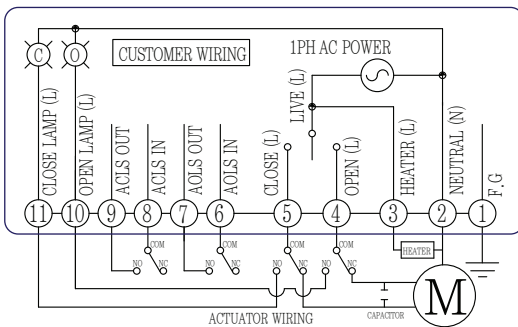 CUSTOMER WIRING
1PH AC POWER
C
O
CLOSE LAMP (L)
OPEN LAMP (L)
ACLS OUT
ACLS IN
AOLS OUT
AOLS IN
CLOSE (L)
LIVE (L)
OPEN (L)
HEATER (L)
NEUTRAL (N)
F.G
11
10
9
8
7
6
5
4
3
2
1
COM
NO
NC
COM
NO
NC
COM
NO
NC
COM
NO
NC
HEATER
M
CAPACITOR
ACTUATOR WIRING